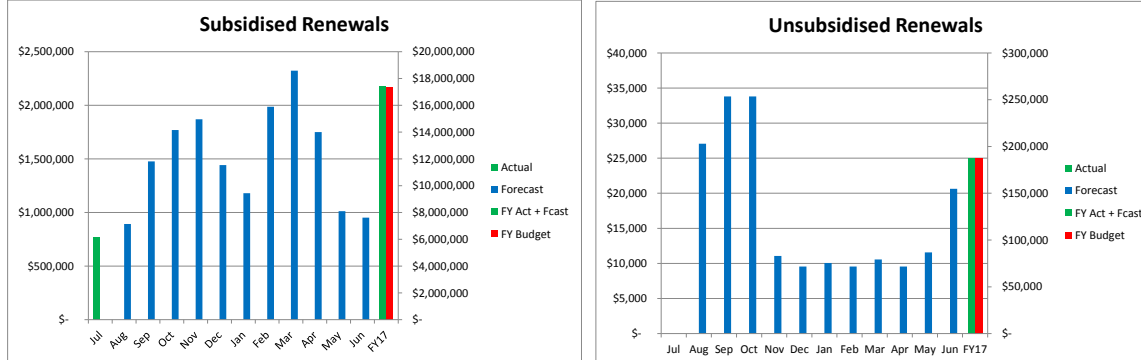 Subsidised Renewals
$2,500,000
$2,000,000
$1,500,000
$1,000,000
$500,000
$-
$20,000,000
$18,000,000
$16,000,000
$14,000,000
$12,000,000
$10,000,000
$8,000,000
$6,000,000
$4,000,000
$2,000,000
$-
Jul Aug Sep Oct Nov Dec Jan Feb Mar Apr May Jun FY17
Actual
Forecast
FY Act + Fcast
FY Budget
Unsubsidised Renewals
$40,000
$35,000
$30,000
$25,000
$20,000
$15,000
$10,000
$5,000
$-
$300,000
$250,000
$200,000
$150,000
$100,000
$50,000
$-
Jul Aug Sep Oct Nov Dec Jan Feb Mar Apr May Jun FY17
Actual
Forecast
FY Act + Fcast
FY Budget